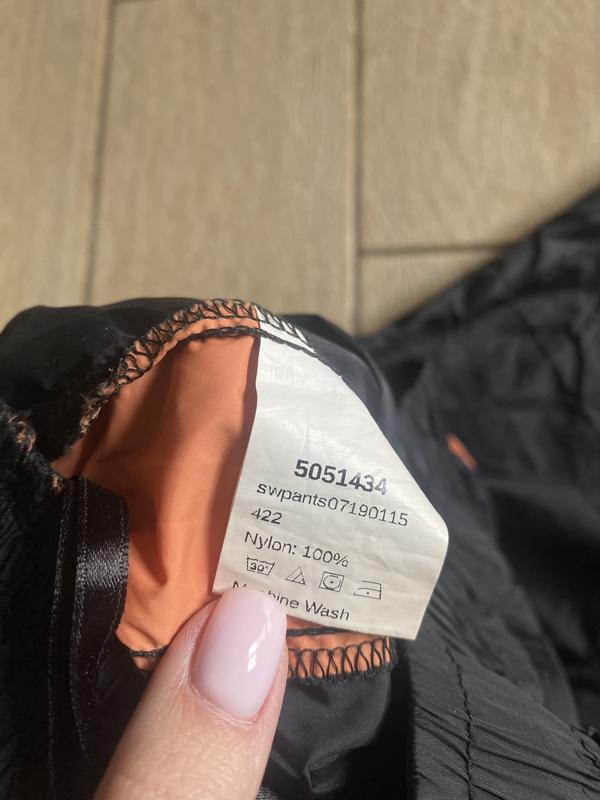 5051434
swpants07190115
422
Nylon: 100%
30°
Machine Wash